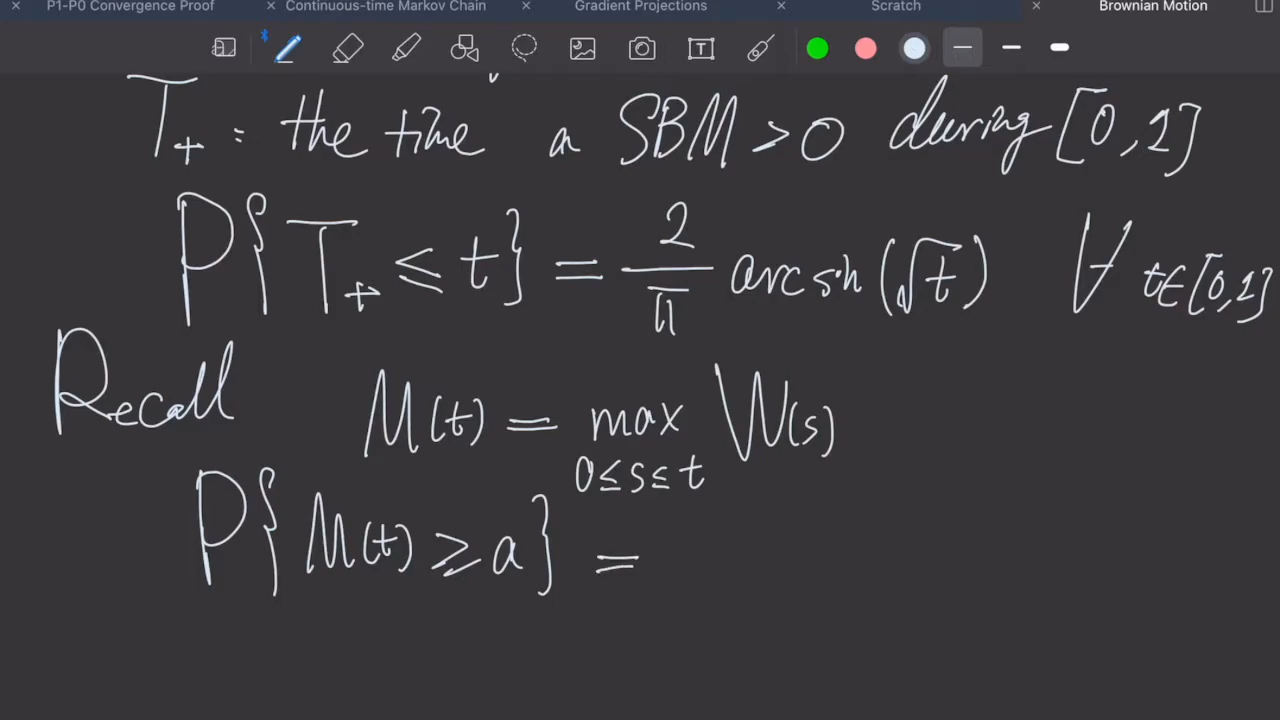 P1-P0 Convergence Proof Continuous-time Markov Chain Gradient Projections Scratch Brownian Motion
T₊ : the time a SBM > 0 during [0,1]
P{T₊ ≤ t} = 2/π arcsin(√t) ∀ t∈[0,1]
Recall M(t) = max W(s)
0≤s≤t
P{M(t) ≥ a} =